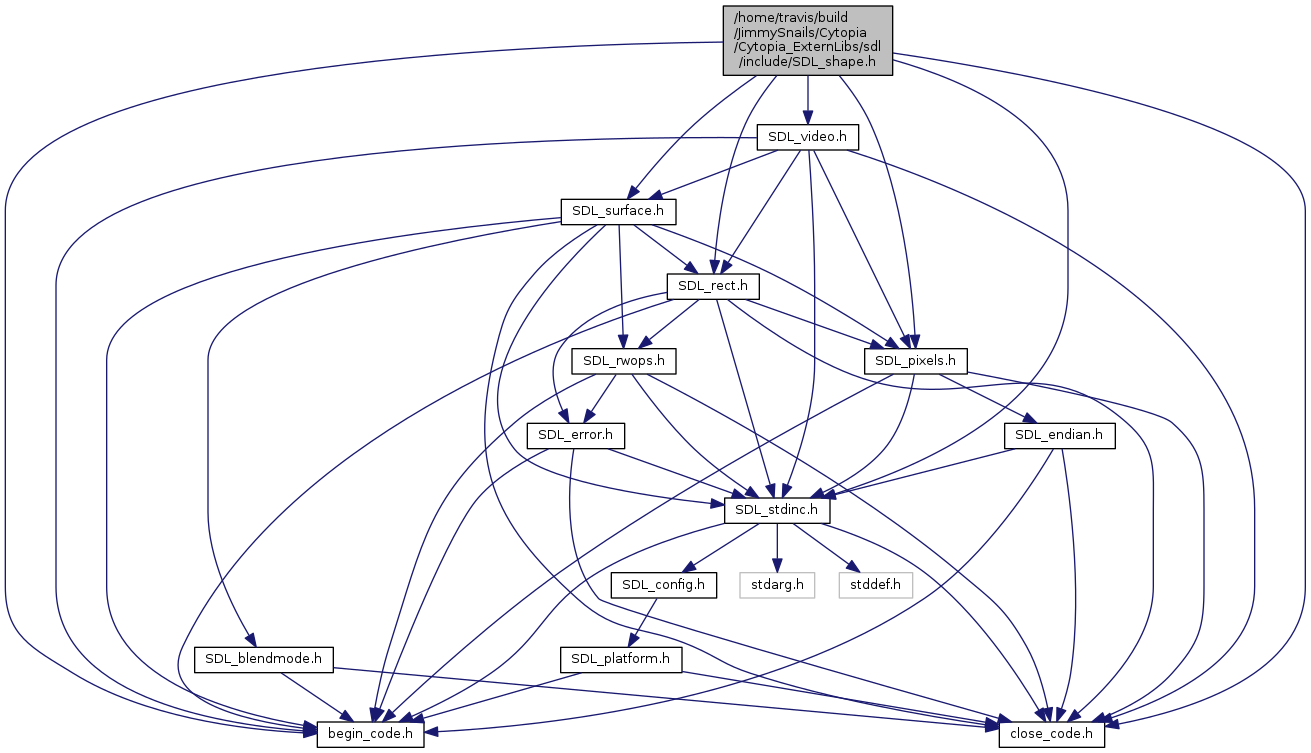 /home/travis/build
/JimmySnails/Cytopia
/Cytopia_ExternLibs/sdl
/include/SDL_shape.h
SDL_video.h
SDL_surface.h
SDL_rect.h
SDL_rwops.h
SDL_pixels.h
SDL_error.h
SDL_endian.h
SDL_stdinc.h
SDL_config.h
stdarg.h
stddef.h
SDL_blendmode.h
SDL_platform.h
begin_code.h
close_code.h